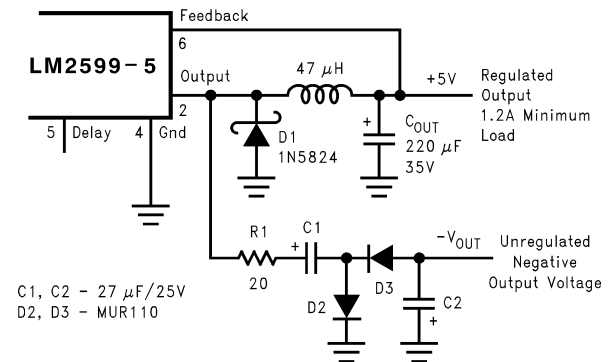 Feedback
6
LM2599-5
Output
2
47 μH
+5V
Regulated
Output
1.2A Minimum
Load
5 Delay
4 Gnd
D1
1N5824
+
COUT
220 μF
35V
R1
20
C1
+
-VOUT
Unregulated
Negative
Output Voltage
D3
D2
C2
+
C1, C2 - 27 μF/25V
D2, D3 - MUR110